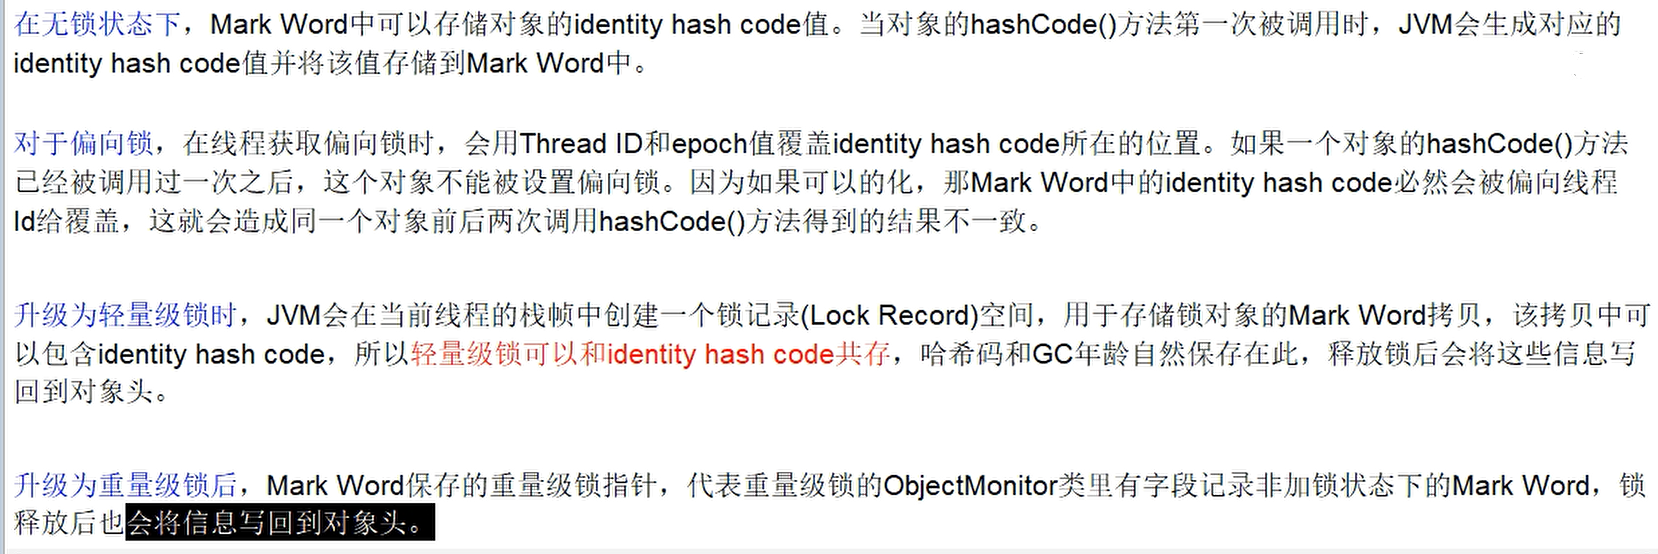 在无锁状态下，Mark Word中可以存储对象的identity hash code值。当对象的hashCode()方法第一次被调用时，JVM会生成对应的
identity hash code值并将该值存储到Mark Word中。
对于偏向锁，在线程获取偏向锁时，会用Thread ID和epoch值覆盖identity hash code所在的位置。如果一个对象的hashCode()方法
已经被调用过一次之后，这个对象不能被设置偏向锁。因为如果可以的化，那Mark Word中的identity hash code必然会被偏向线程
Id给覆盖，这就会造成同一个对象前后两次调用hashCode()方法得到的结果不一致。
升级为轻量级锁时，JVM会在当前线程的栈帧中创建一个锁记录(Lock Record)空间，用于存储锁对象的Mark Word拷贝，该拷贝中可
以包含identity hash code，所以轻量级锁可以和identity hash code共存，哈希码和GC年龄自然保存在此，释放锁后会将这些信息写
回到对象头。
升级为重量级锁后，Mark Word保存的重量级锁指针，代表重量级锁的ObjectMonitor类里有字段记录非加锁状态下的Mark Word，锁
释放后也会将信息写回到对象头。